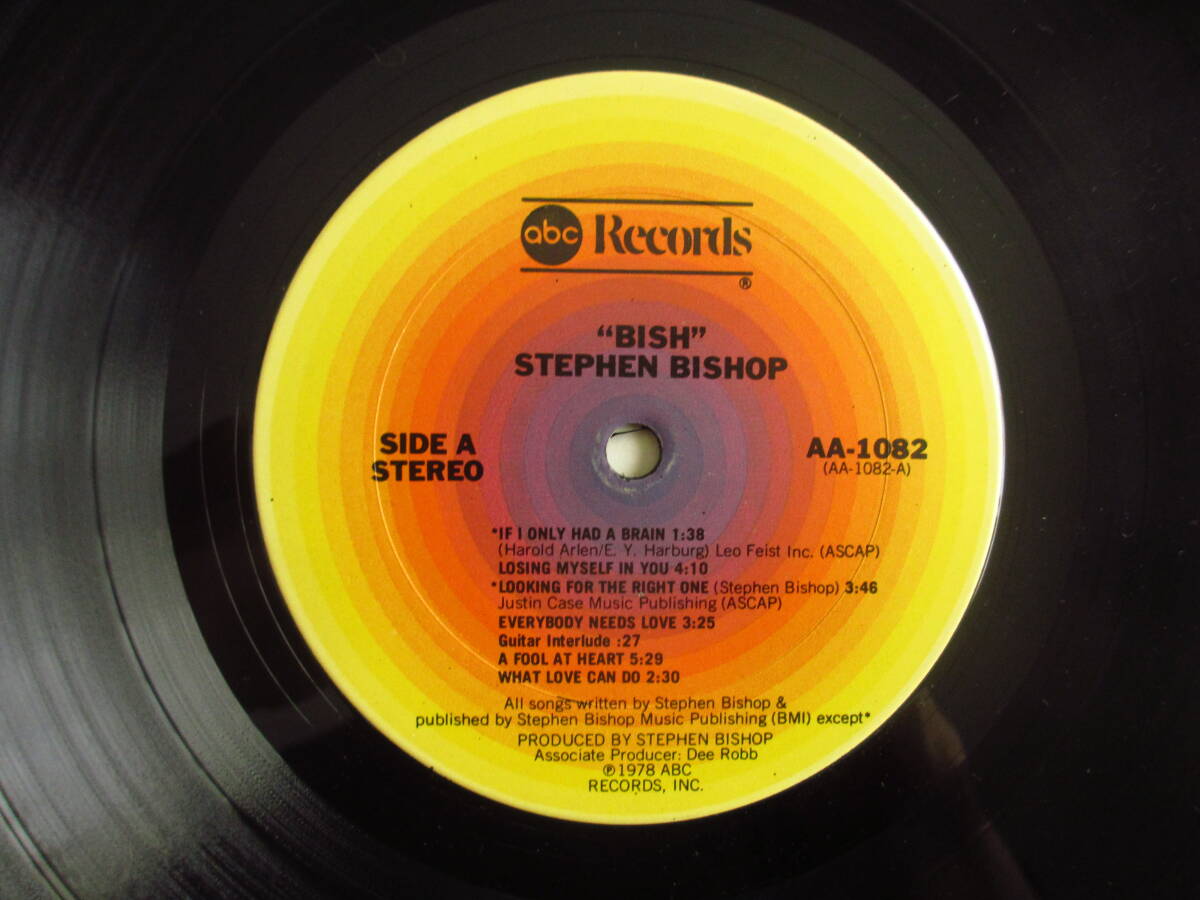 abc Records
®
"BISH"
STEPHEN BISHOP
SIDE A
STEREO
AA-1082
(AA-1082-A)
*IF I ONLY HAD A BRAIN 1:38
(Harold Arlen/E. Y. Harburg) Leo Feist Inc. (ASCAP)
LOSING MYSELF IN YOU 4:10
*LOOKING FOR THE RIGHT ONE (Stephen Bishop) 3:46
Justin Case Music Publishing (ASCAP)
EVERYBODY NEEDS LOVE 3:25
Guitar Interlude :27
A FOOL AT HEART 5:29
WHAT LOVE CAN DO 2:30
All songs written by Stephen Bishop &
published by Stephen Bishop Music Publishing (BMI) except*
PRODUCED BY STEPHEN BISHOP
Associate Producer: Dee Robb
℗1978 ABC
RECORDS, INC.